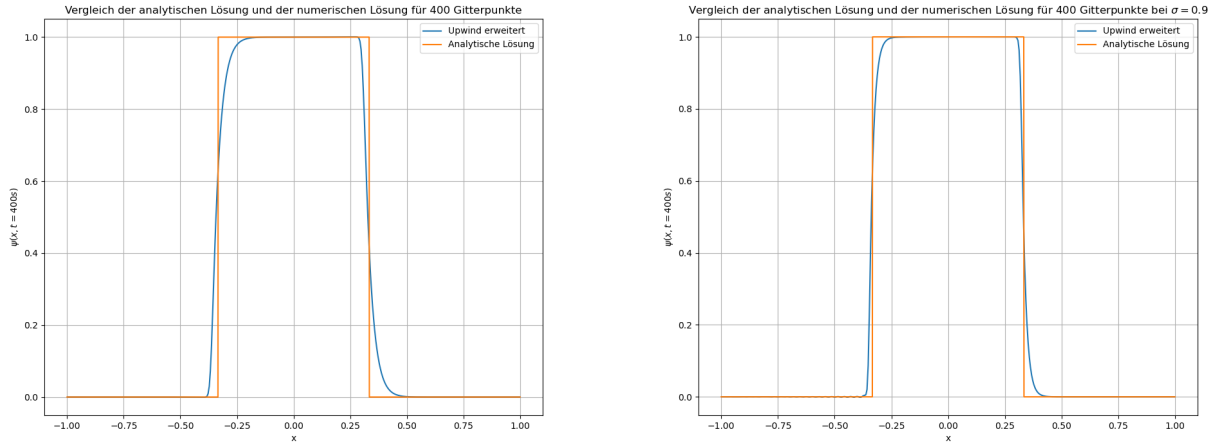 Vergleich der analytischen Lösung und der numerischen Lösung für 400 Gitterpunkte
1.0
0.8
0.6
0.4
0.2
0.0
ψ(x, t = 400s)
−1.00 −0.75 −0.50 −0.25 0.00 0.25 0.50 0.75 1.00
x
Upwind erweitert
Analytische Lösung
Vergleich der analytischen Lösung und der numerischen Lösung für 400 Gitterpunkte bei σ = 0.9
1.0
0.8
0.6
0.4
0.2
0.0
ψ(x, t = 400s)
−1.00 −0.75 −0.50 −0.25 0.00 0.25 0.50 0.75 1.00
x
Upwind erweitert
Analytische Lösung